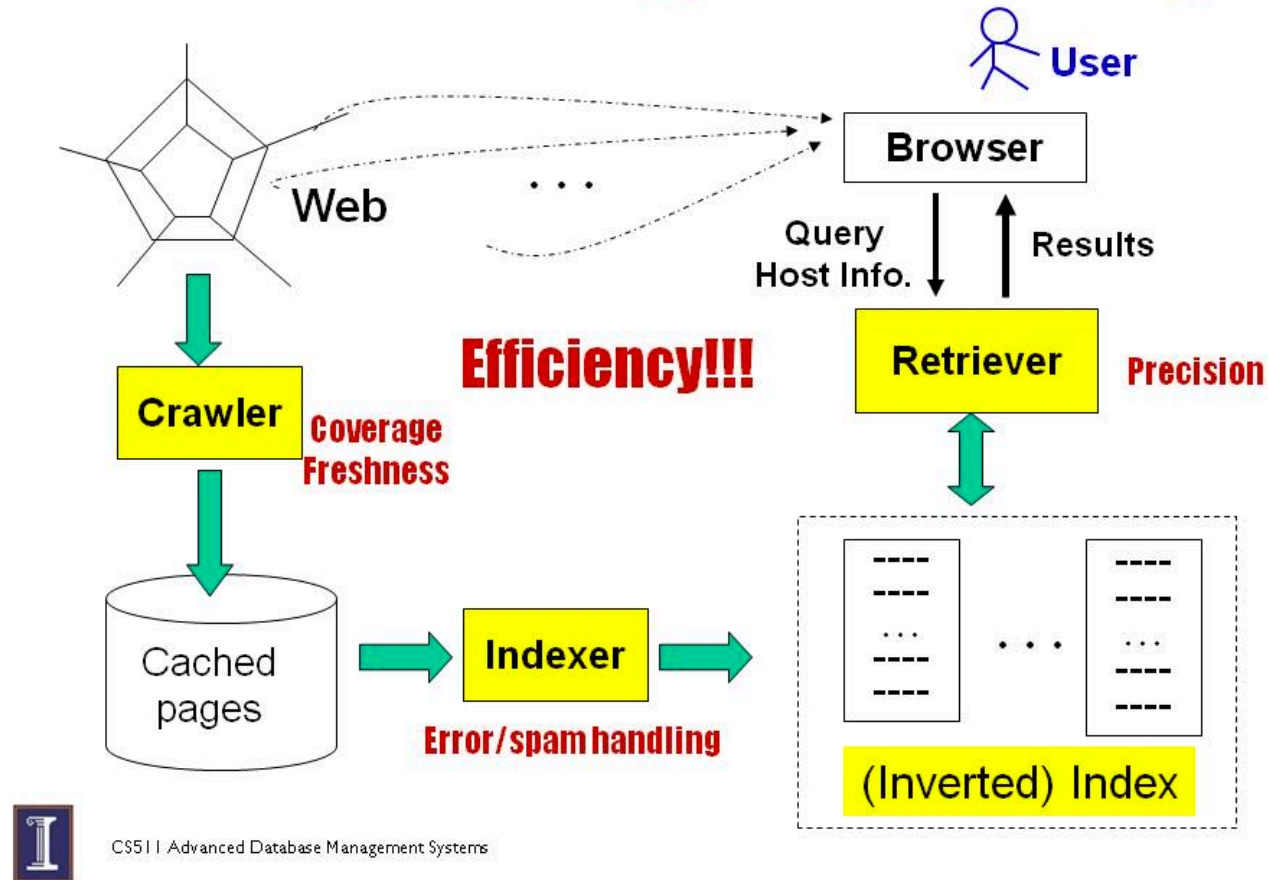 User
Browser
Web
. . .
Query
Host Info.
Results
Efficiency!!!
Retriever
Precision
Crawler
Coverage
Freshness
Cached
pages
Indexer
Error/spam handling
----
----
. . .
----
----
. . .
----
----
. . .
----
----
(Inverted) Index
I
CS511 Advanced Database Management Systems